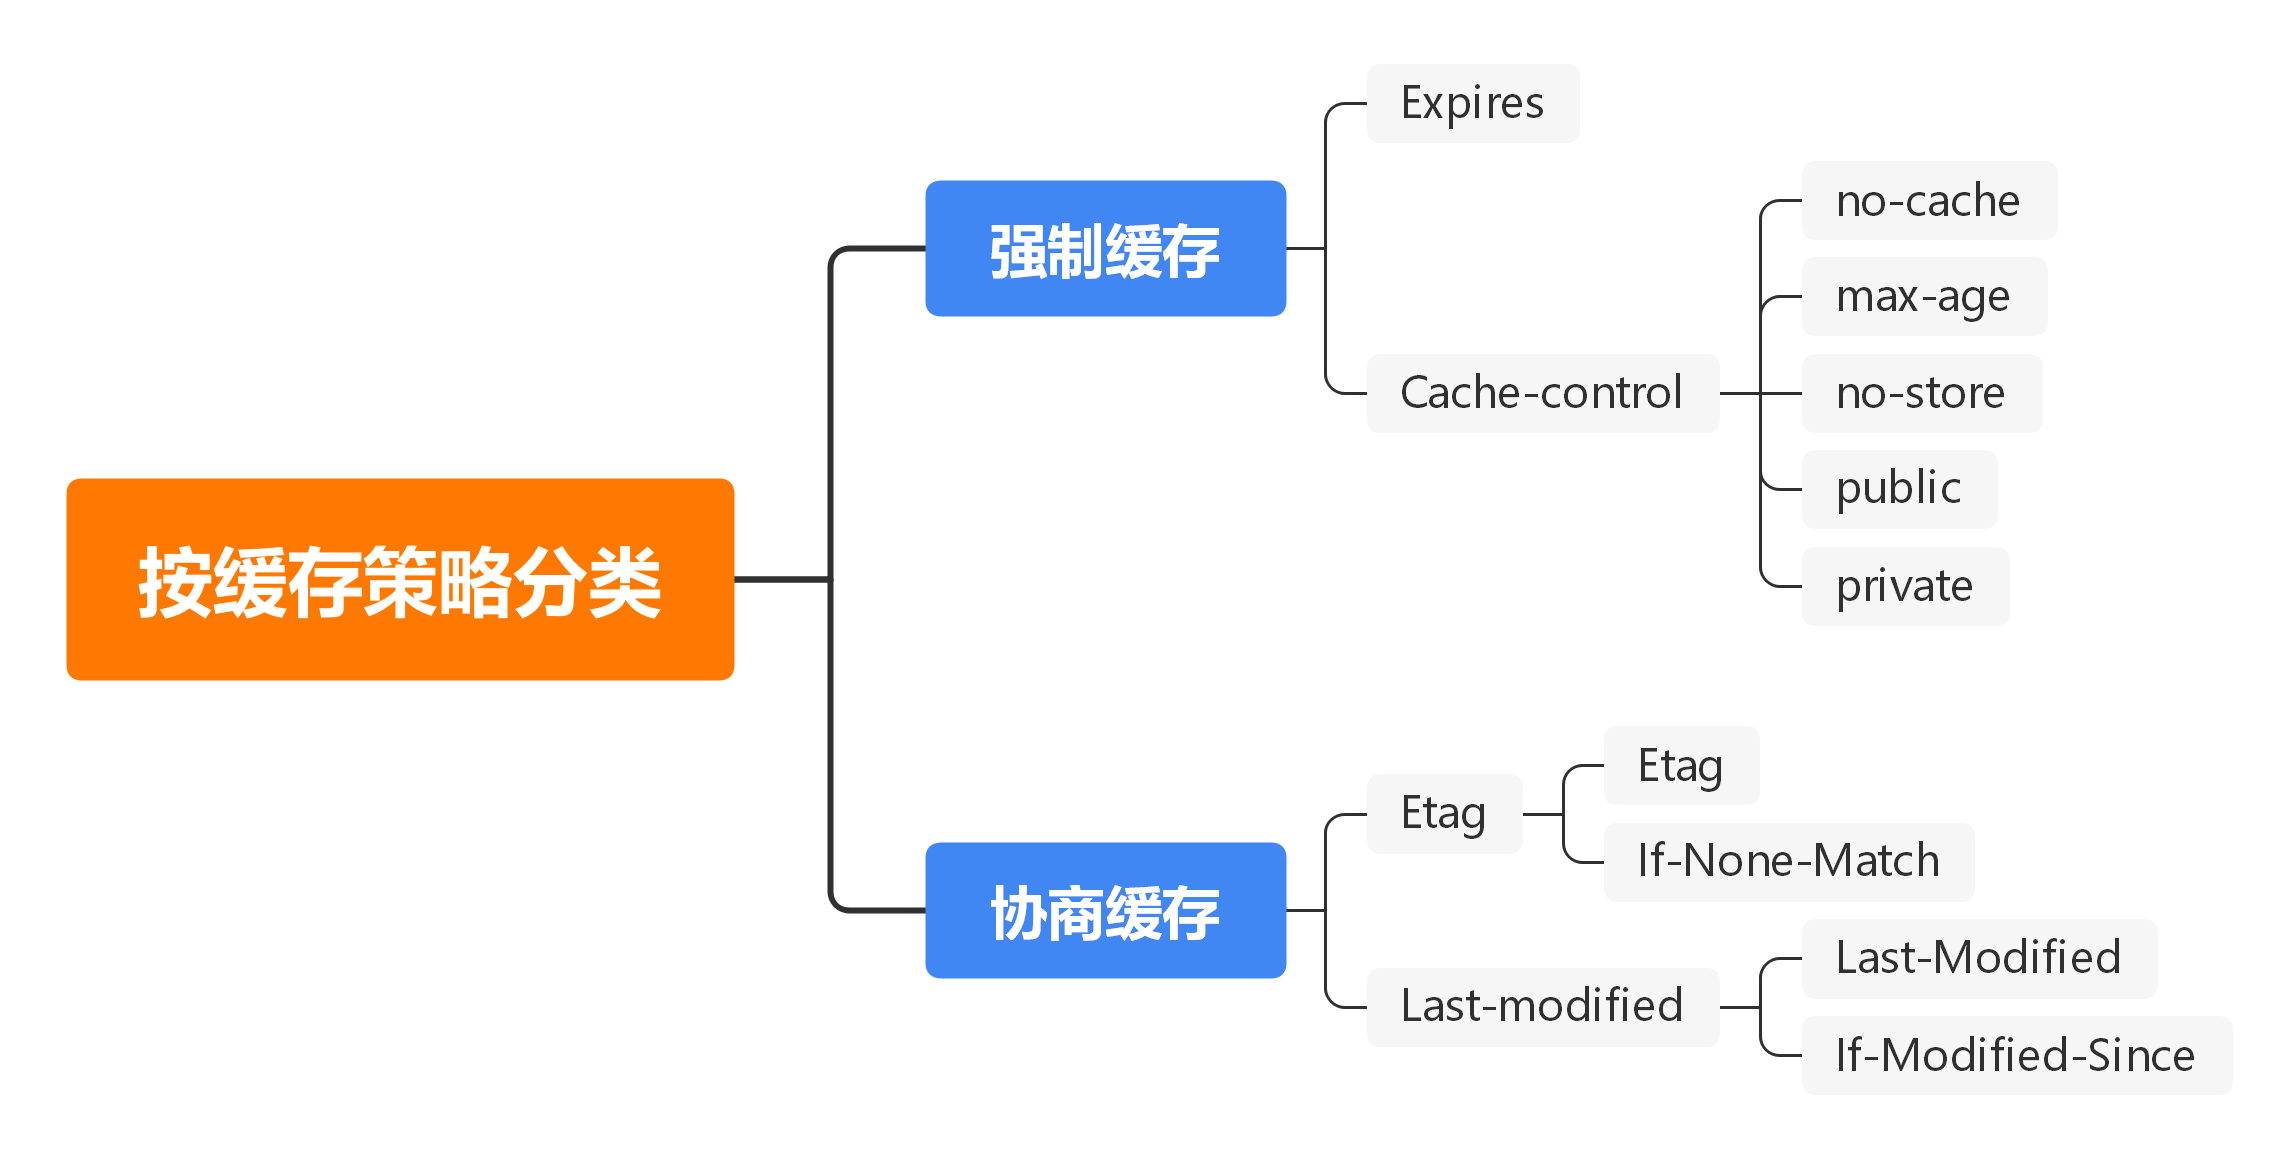 按缓存策略分类
强制缓存
Expires
Cache-control
no-cache
max-age
no-store
public
private
协商缓存
Etag
Etag
If-None-Match
Last-modified
Last-Modified
If-Modified-Since